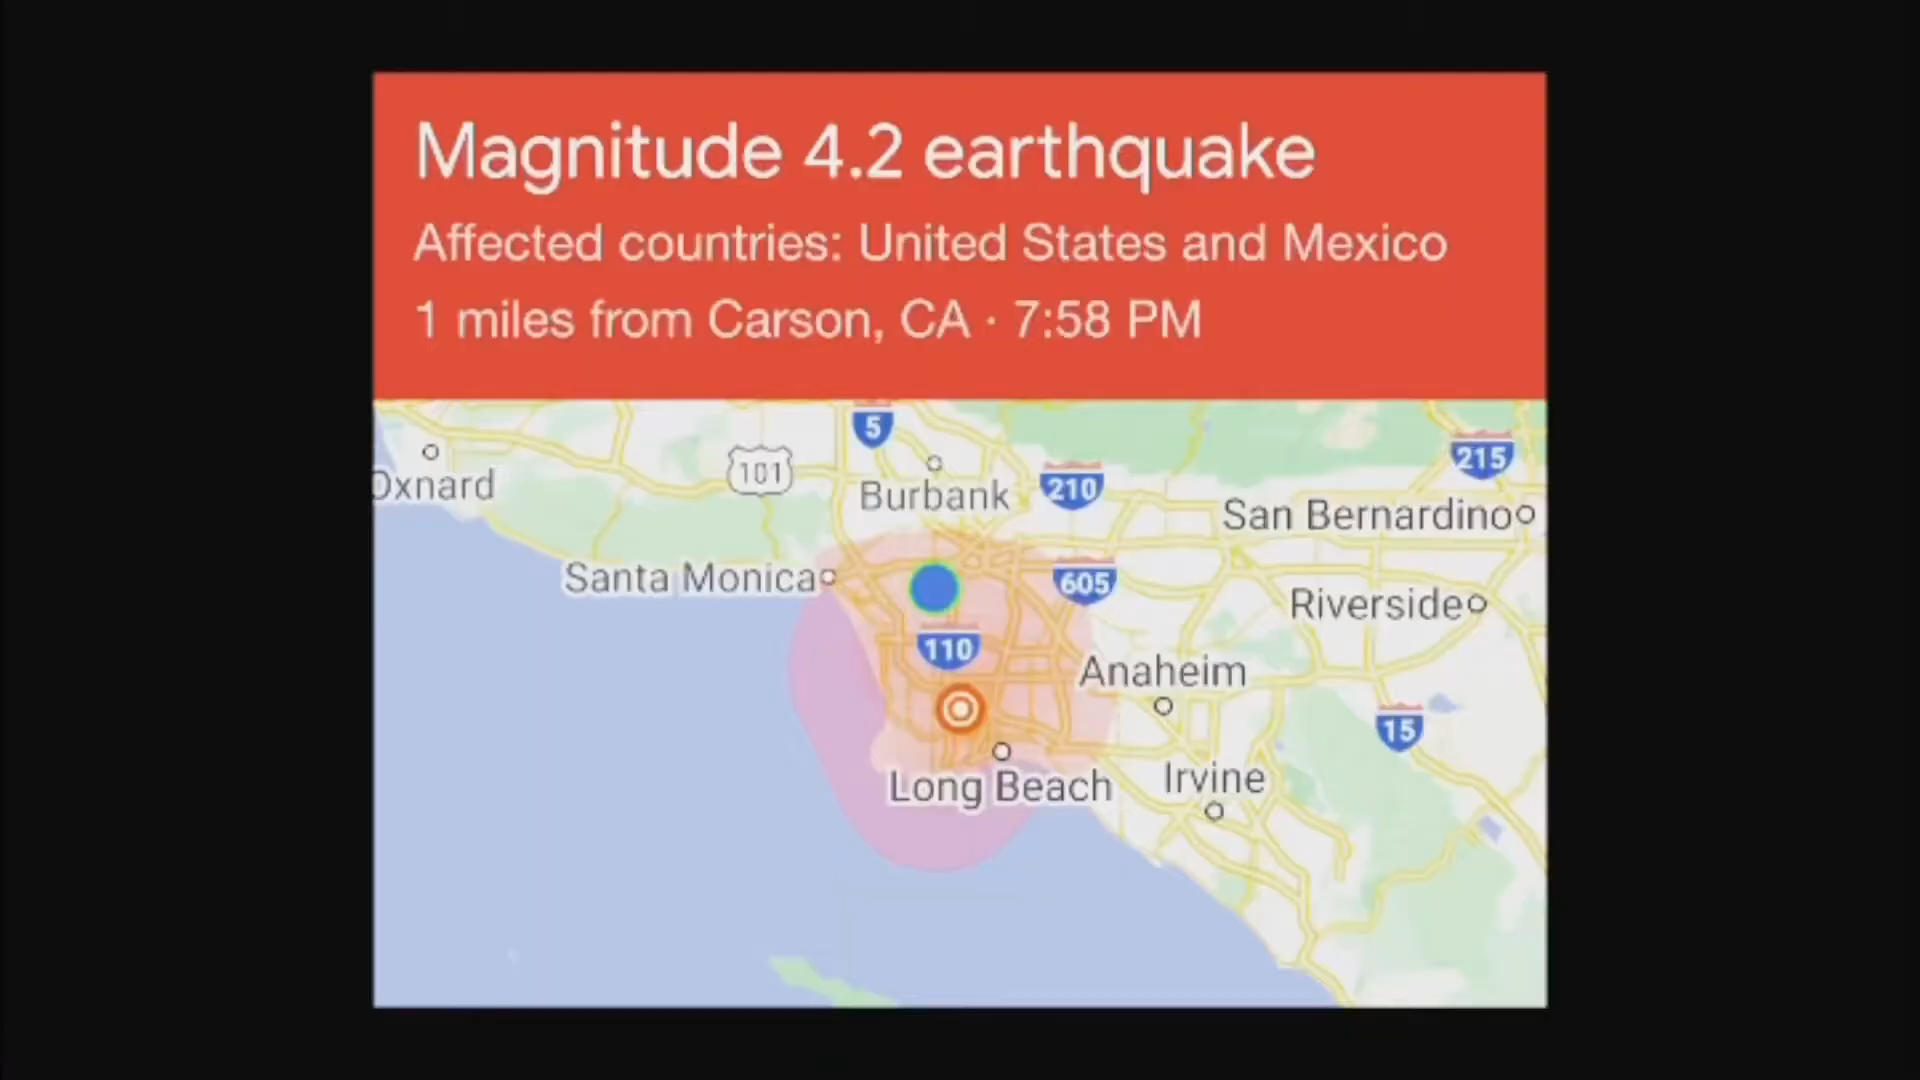 Magnitude 4.2 earthquake
Affected countries: United States and Mexico
1 miles from Carson, CA · 7:58 PM
5
215
Oxnard
101
Burbank
210
San Bernardino
Santa Monica
605
Riverside
110
Anaheim
15
Long Beach
Irvine